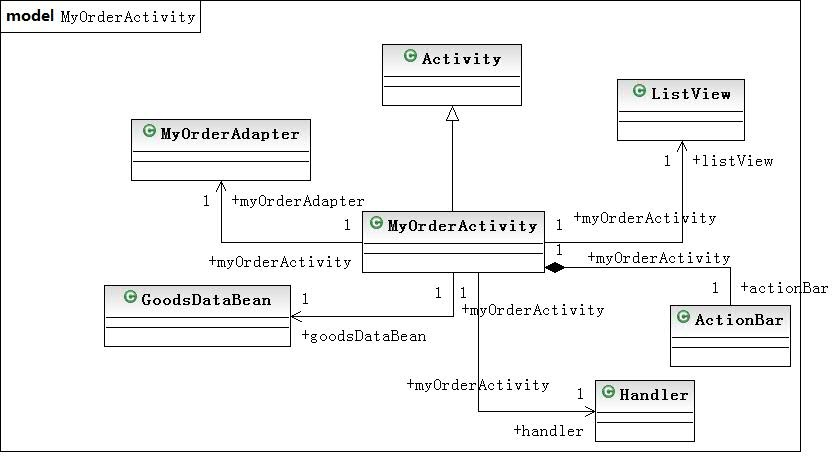 model MyOrderActivity
Activity
ListView
MyOrderAdapter
1 +listView
1 +myOrderAdapter
1
+myOrderActivity
MyOrderActivity
1
+myOrderActivity
1
+myOrderActivity
1 +actionBar
GoodsDataBean
1
1
1
+myOrderActivity
+goodsDataBean
ActionBar
+myOrderActivity
1
Handler
+handler